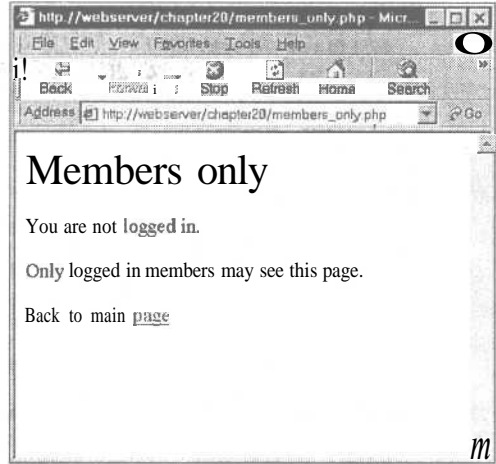 http://webserver/chapter20/members_only.php - Micr...
File Edit View Favorites Tools Help
Back Forward Stop Refresh Home Search »
Address http://webserver/chapter20/members_only.php Go
Members only
You are not logged in.
Only logged in members may see this page.
Back to main page